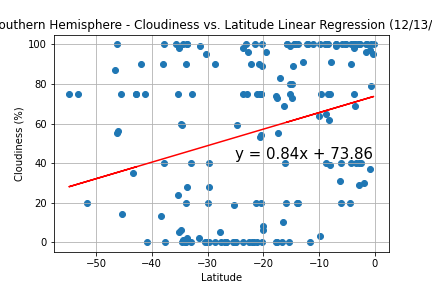 outhern Hemisphere - Cloudiness vs. Latitude Linear Regression (12/13/
100
80
60
40
20
0
Cloudiness (%)
y = 0.84x + 73.86
−50 −40 −30 −20 −10 0
Latitude